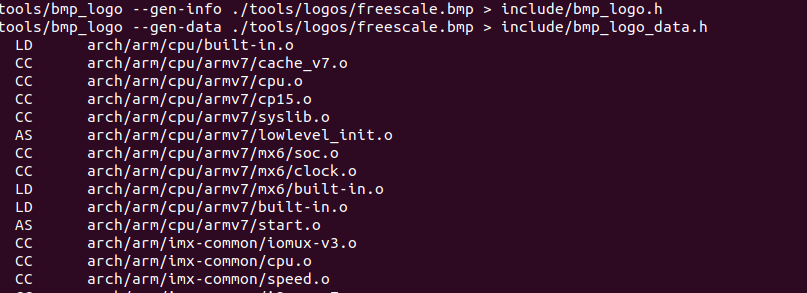 tools/bmp_logo --gen-info ./tools/logos/freescale.bmp > include/bmp_logo.h
tools/bmp_logo --gen-data ./tools/logos/freescale.bmp > include/bmp_logo_data.h
LD arch/arm/cpu/built-in.o
CC arch/arm/cpu/armv7/cache_v7.o
CC arch/arm/cpu/armv7/cpu.o
CC arch/arm/cpu/armv7/cp15.o
CC arch/arm/cpu/armv7/syslib.o
AS arch/arm/cpu/armv7/lowlevel_init.o
CC arch/arm/cpu/armv7/mx6/soc.o
CC arch/arm/cpu/armv7/mx6/clock.o
LD arch/arm/cpu/armv7/mx6/built-in.o
LD arch/arm/cpu/armv7/built-in.o
AS arch/arm/cpu/armv7/start.o
CC arch/arm/imx-common/iomux-v3.o
CC arch/arm/imx-common/cpu.o
CC arch/arm/imx-common/speed.o